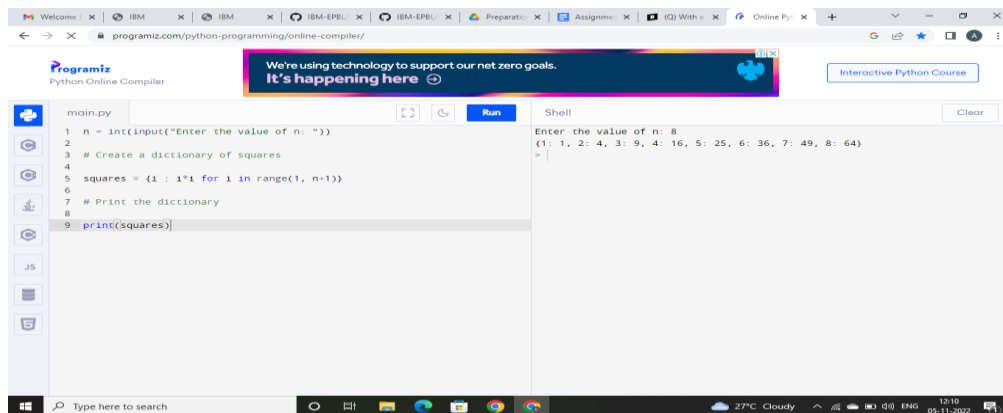 Welcome t
IBM
IBM
IBM-EPBL/
IBM-EPBL/
Preparatio
Assignmen
(Q) With a
Online Pyt
programiz.com/python-programming/online-compiler/
Programiz
Python Online Compiler
We're using technology to support our net zero goals.
It's happening here
Interactive Python Course
main.py
Run
Shell
Clear
1 n = int(input("Enter the value of n: "))
2
3 # Create a dictionary of squares
4
5 squares = {i : i*i for i in range(1, n+1)}
6
7 # Print the dictionary
8
9 print(squares)
Enter the value of n: 8
{1: 1, 2: 4, 3: 9, 4: 16, 5: 25, 6: 36, 7: 49, 8: 64}
>
JS
Type here to search
27°C Cloudy
ENG
12:10
05-11-2022